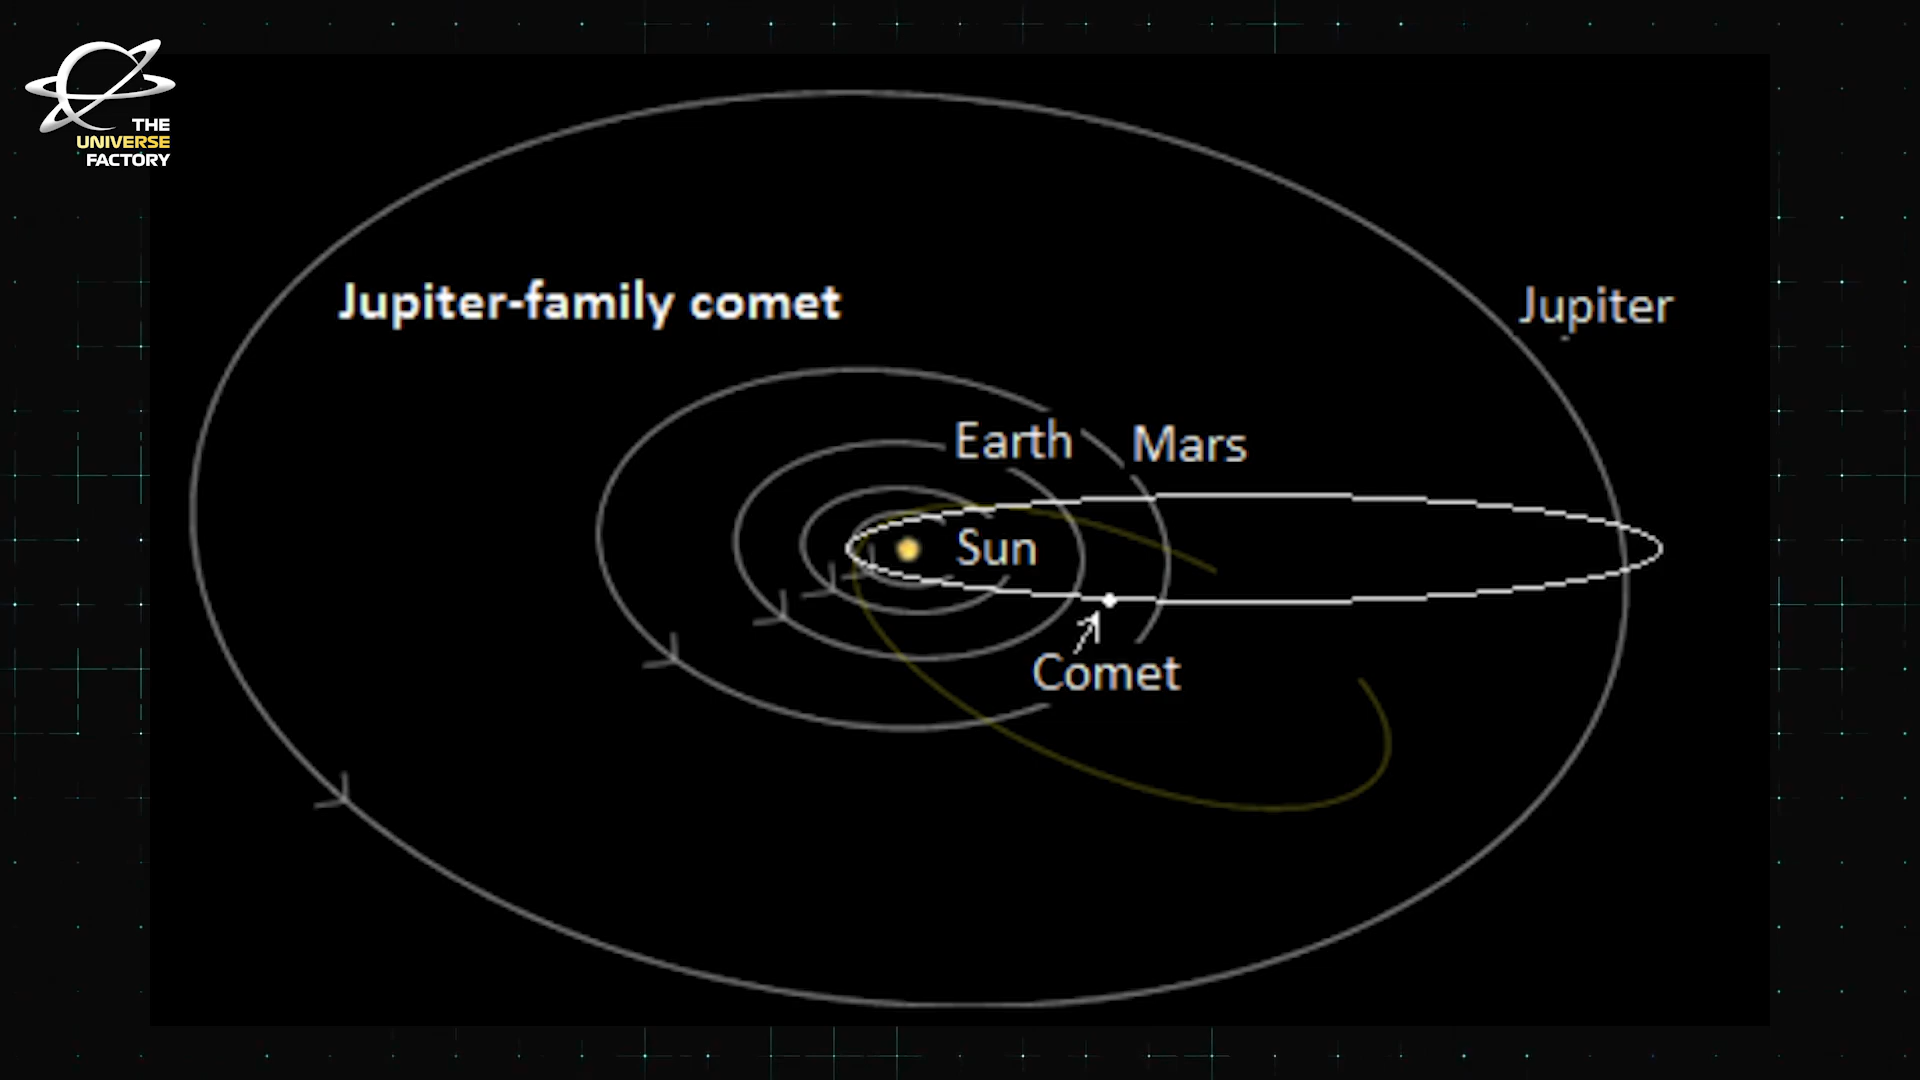 THE
UNIVERSE
FACTORY
Jupiter-family comet
Jupiter
Earth
Mars
Sun
Comet